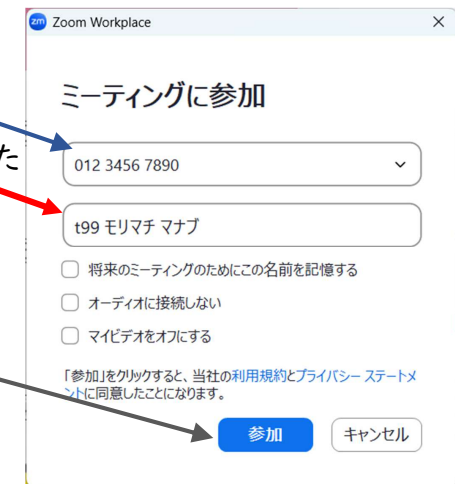 zm Zoom Workplace
ミーティングに参加
012 3456 7890
た
t99 モリマチ マナブ
将来のミーティングのためにこの名前を記憶する
オーディオに接続しない
マイビデオをオフにする
「参加」をクリックすると、当社の利用規約とプライバシー ステートメ
ントに同意したことになります。
参加 キャンセル